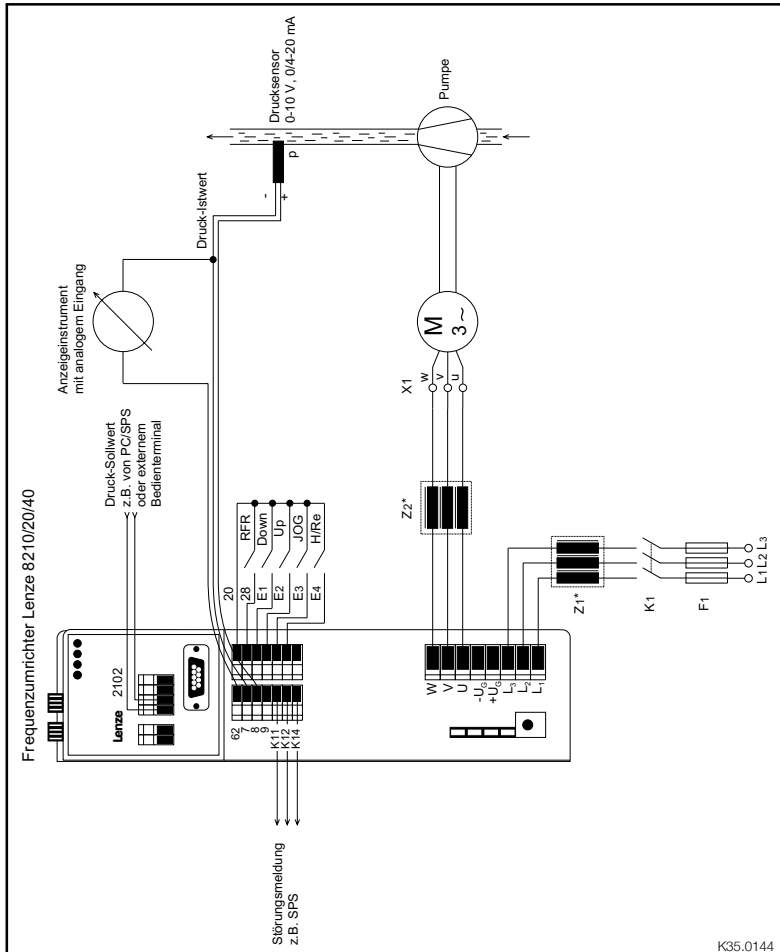 Frequenzumrichter Lenze 8210/20/40
Lenze 2102
Druck-Sollwert
z.B. von PC/SPS
oder externem
Bedienterminal
Anzeigeinstrument
mit analogem Eingang
Druck-Istwert
Drucksensor
0-10 V, 0/4-20 mA
-
+
p
Pumpe
20
28
E1
E2
E3
E4
RFR
Down
Up
JOG
H/Re
62
7
8
9
K11
K12
K14
Störungsmeldung
z.B. SPS
W
V
U
-UG
+UG
L3
L2
L1
Z2*
X1
w
v
u
M
3 ~
Z1*
K1
F1
L1 L2 L3
K35.0144